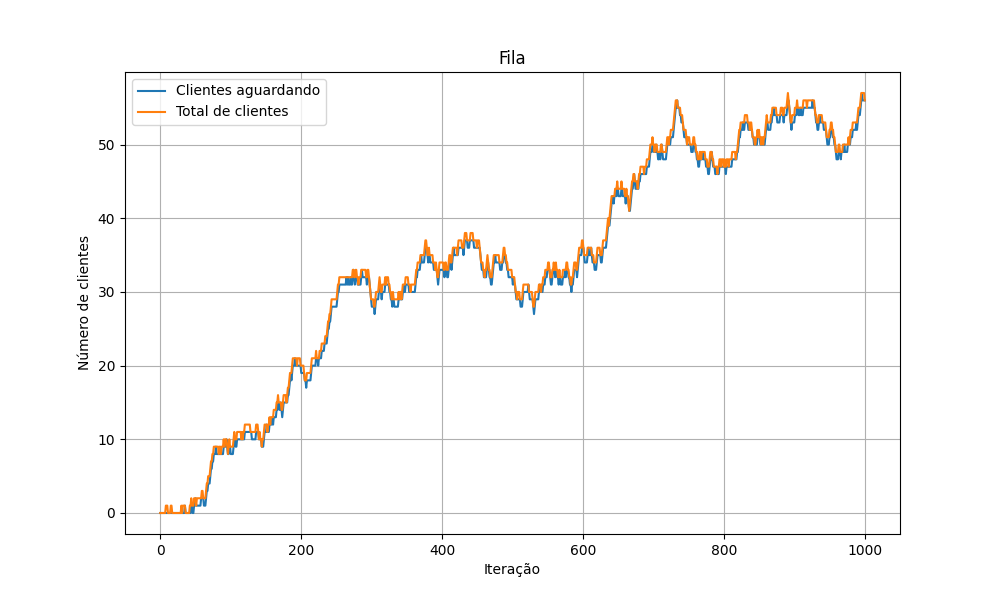 Fila
Clientes aguardando
Total de clientes
50
40
30
20
10
0
Número de clientes
0 200 400 600 800 1000
Iteração